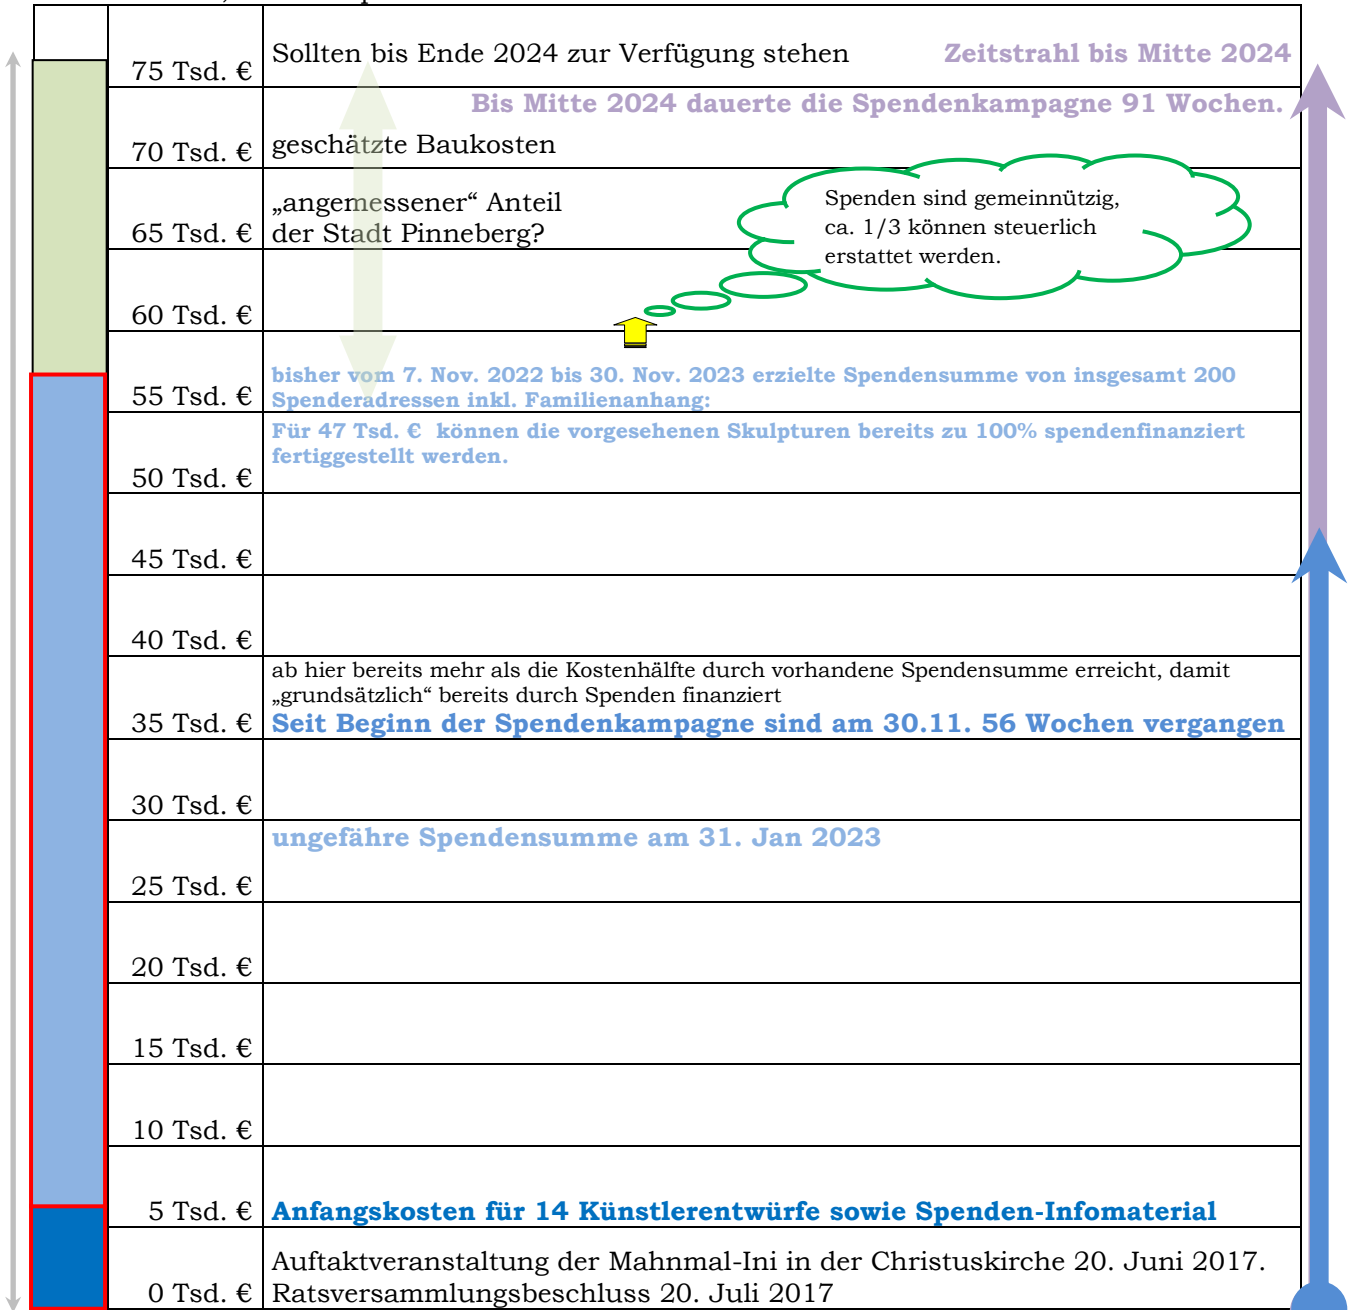 Sollten bis Ende 2024 zur Verfügung stehen Zeitstrahl bis Mitte 2024
75 Tsd. €
Bis Mitte 2024 dauerte die Spendenkampagne 91 Wochen.
70 Tsd. € geschätzte Baukosten
„angemessener“ Anteil
65 Tsd. € der Stadt Pinneberg?
Spenden sind gemeinnützig,
ca. 1/3 können steuerlich
erstattet werden.
60 Tsd. €
bisher vom 7. Nov. 2022 bis 30. Nov. 2023 erzielte Spendensumme von insgesamt 200
55 Tsd. € Spenderadressen inkl. Familienanhang:
Für 47 Tsd. € können die vorgesehenen Skulpturen bereits zu 100% spendenfinanziert
fertiggestellt werden.
50 Tsd. €
45 Tsd. €
40 Tsd. €
ab hier bereits mehr als die Kostenhälfte durch vorhandene Spendensumme erreicht, damit
„grundsätzlich“ bereits durch Spenden finanziert
35 Tsd. € Seit Beginn der Spendenkampagne sind am 30.11. 56 Wochen vergangen
30 Tsd. €
ungefähre Spendensumme am 31. Jan 2023
25 Tsd. €
20 Tsd. €
15 Tsd. €
10 Tsd. €
5 Tsd. € Anfangskosten für 14 Künstlerentwürfe sowie Spenden-Infomaterial
Auftaktveranstaltung der Mahnmal-Ini in der Christuskirche 20. Juni 2017.
0 Tsd. € Ratsversammlungsbeschluss 20. Juli 2017